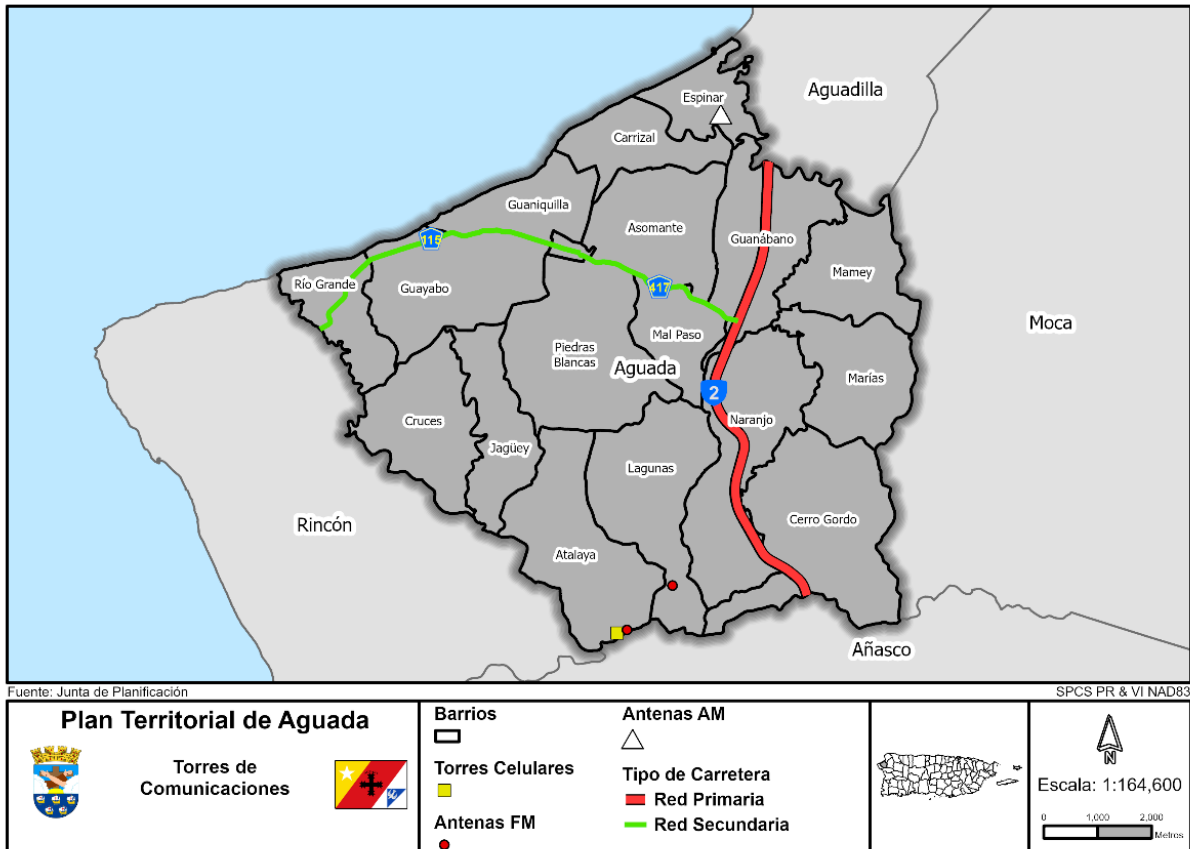 Espinar
Aguadilla
Carrizal
Guaniquilla
Asomante
Guanábano
115
Mamey
Río Grande
Guayabo
417
Moca
Mal Paso
Piedras
Blancas
Aguada
Marías
2
Cruces
Naranjo
Jagüey
Lagunas
Rincón
Cerro Gordo
Atalaya
Añasco
Fuente: Junta de Planificación
SPCS PR & VI NAD83
Plan Territorial de Aguada
Torres de
Comunicaciones
Barrios
Torres Celulares
Antenas FM
Antenas AM
Tipo de Carretera
Red Primaria
Red Secundaria
N
Escala: 1:164,600
0 1,000 2,000
Metros